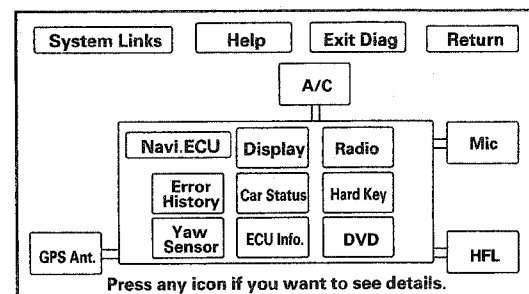 System Links
Help
Exit Diag
Return
A/C
Navi.ECU
Display
Radio
Mic
Error
History
Car Status
Hard Key
Yaw
Sensor
ECU Info.
DVD
GPS Ant.
HFL
Press any icon if you want to see details.